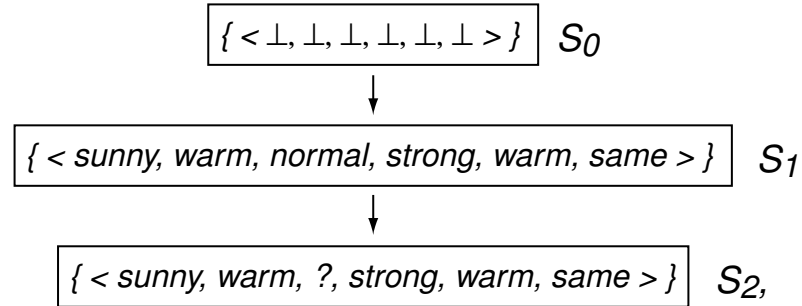 { < ⊥, ⊥, ⊥, ⊥, ⊥, ⊥ > } S0
{ < sunny, warm, normal, strong, warm, same > } S1
{ < sunny, warm, ?, strong, warm, same > } S2,